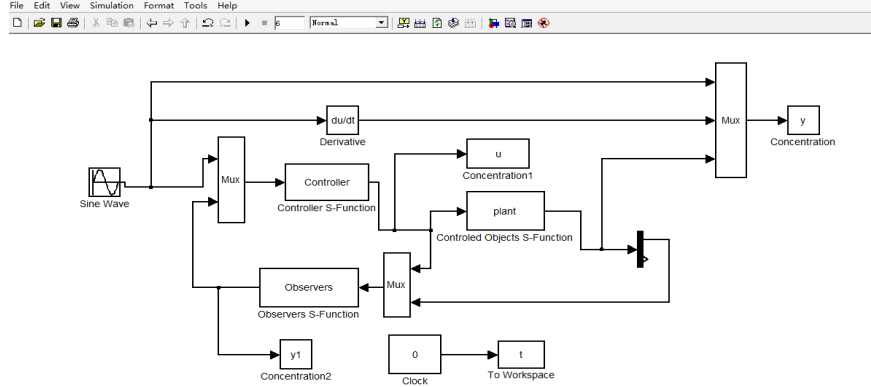 File Edit View Simulation Format Tools Help
6 Normal
Mux
du/dt
y
Derivative
Concentration
u
Mux
Controller
Concentration1
Sine Wave
Controller S-Function
plant
Controled Objects S-Function
Observers
Mux
Observers S-Function
y1
0
t
Concentration2
Clock
To Workspace